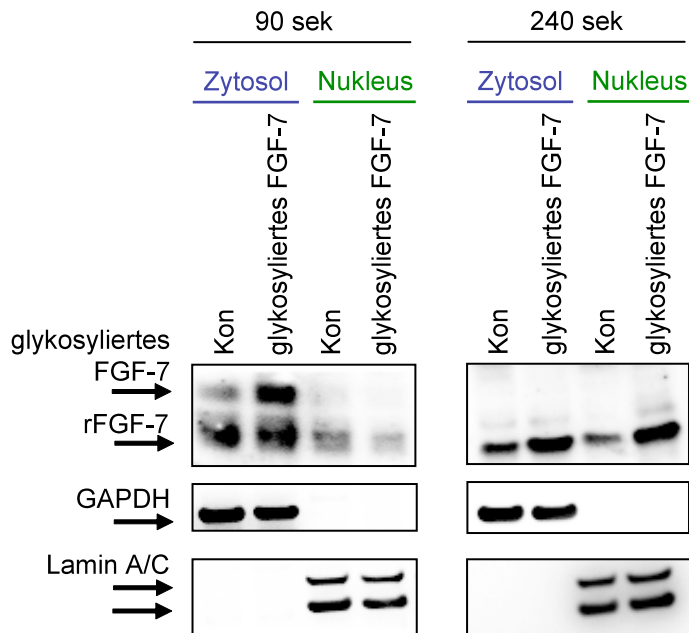 90 sek
240 sek
Zytosol Nukleus
Zytosol Nukleus
Kon
glykosyliertes FGF-7
Kon
glykosyliertes FGF-7
Kon
glykosyliertes FGF-7
Kon
glykosyliertes FGF-7
glykosyliertes
FGF-7
rFGF-7
GAPDH
Lamin A/C